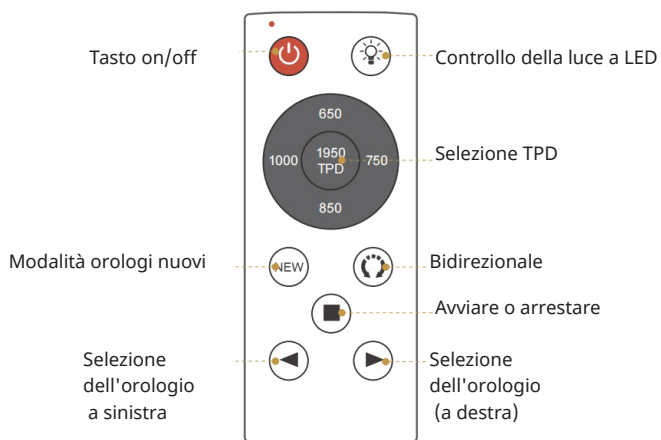 Tasto on/off
Controllo della luce a LED
650
1000
1950
TPD
750
850
Selezione TPD
Modalità orologi nuovi
NEW
Bidirezionale
Avviare o arrestare
Selezione
dell'orologio
a sinistra
Selezione
dell'orologio
(a destra)